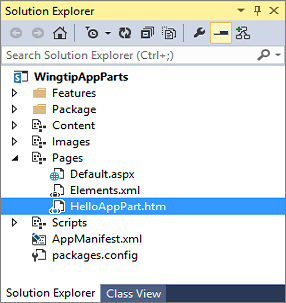 Solution Explorer
Search Solution Explorer (Ctrl+;)
WingtipAppParts
Features
Package
Content
Images
Pages
Default.aspx
Elements.xml
HelloAppPart.htm
Scripts
AppManifest.xml
packages.config
Solution Explorer Class View